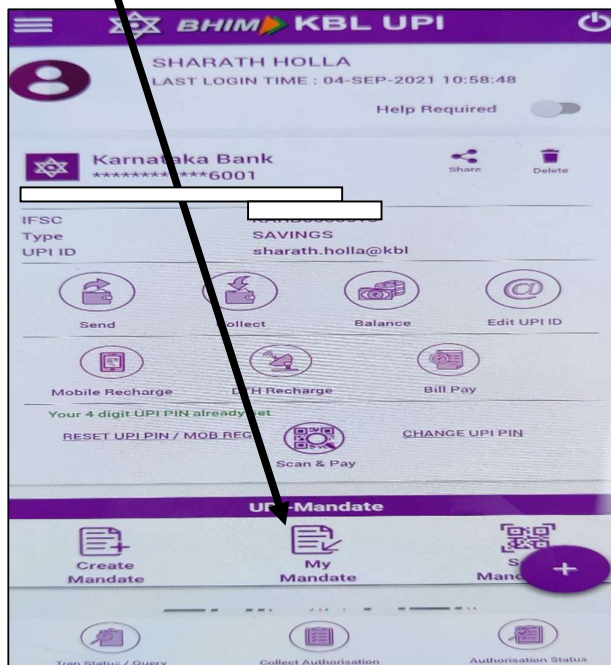 BHIM KBL UPI
SHARATH HOLLA
LAST LOGIN TIME : 04-SEP-2021 10:58:48
Help Required
Karnataka Bank
************6001
Share Delete
IFSC
Type SAVINGS
UPI ID sharath.holla@kbl
Send Collect Balance Edit UPI ID
Mobile Recharge DTH Recharge Bill Pay
Your 4 digit UPI PIN already set
RESET UPI PIN / MOB REG CHANGE UPI PIN
Scan & Pay
UPI-Mandate
Create Mandate
My Mandate
+
Tran Status / Query Collect Authorisation Authorisation Status